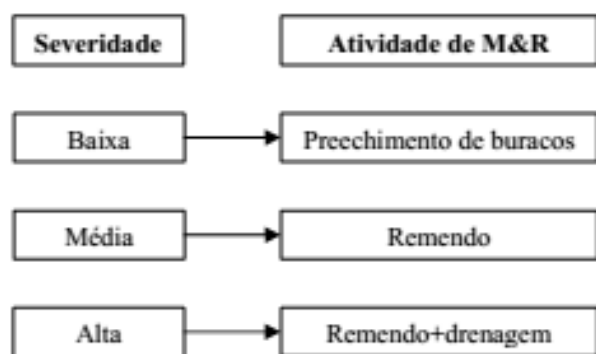 Severidade Atividade de M&R
Baixa Preechimento de buracos
Média Remendo
Alta Remendo+drenagem